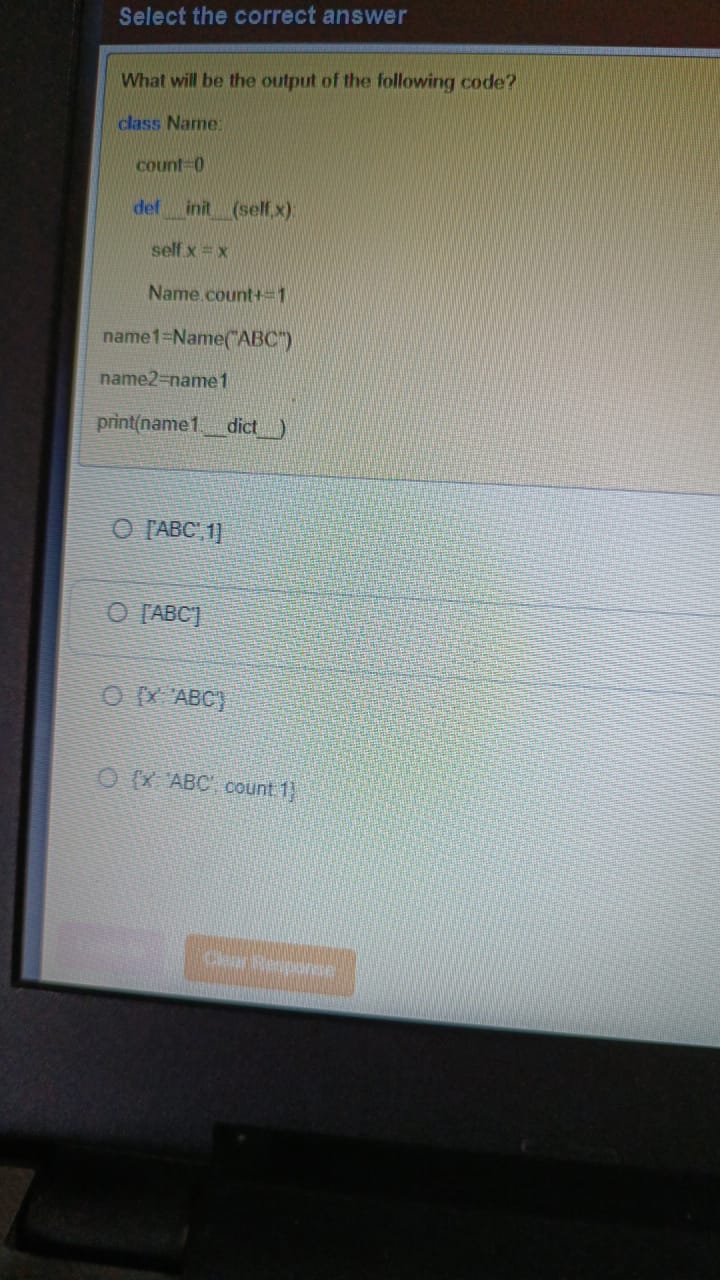 Select the correct answer
What will be the output of the following code?
class Name:
count=0
def __init__(self,x):
self.x = x
Name.count+=1
name1=Name("ABC")
name2=name1
print(name1.__dict__)
['ABC',1]
['ABC']
{'x': 'ABC'}
{'x': 'ABC', count:1}
Clear Response